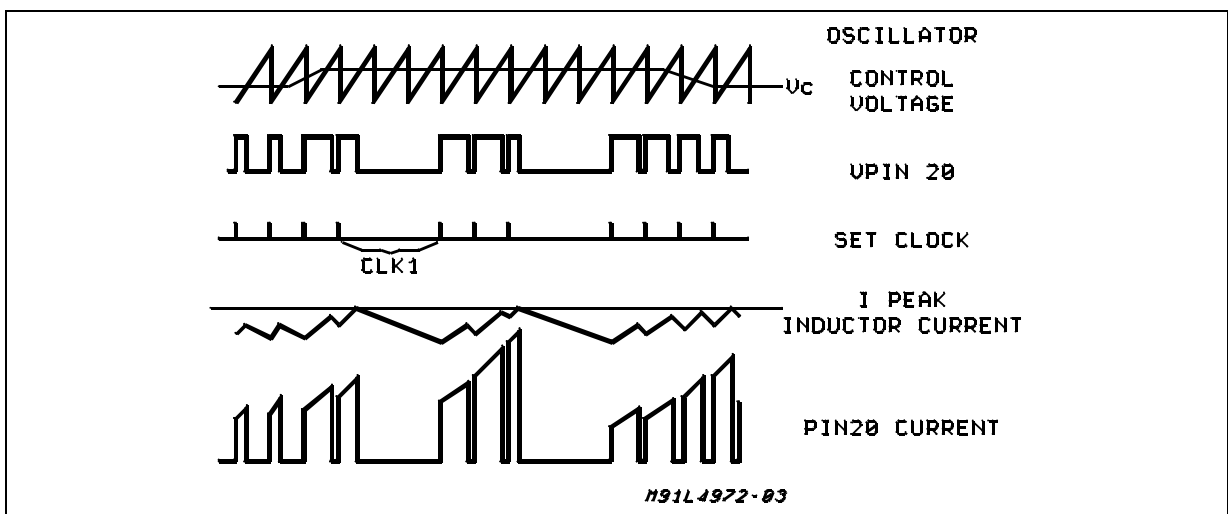 OSCILLATOR
Vc
CONTROL
VOLTAGE
VPIN 20
SET CLOCK
CLK1
I PEAK
INDUCTOR CURRENT
PIN20 CURRENT
M91L4972-03